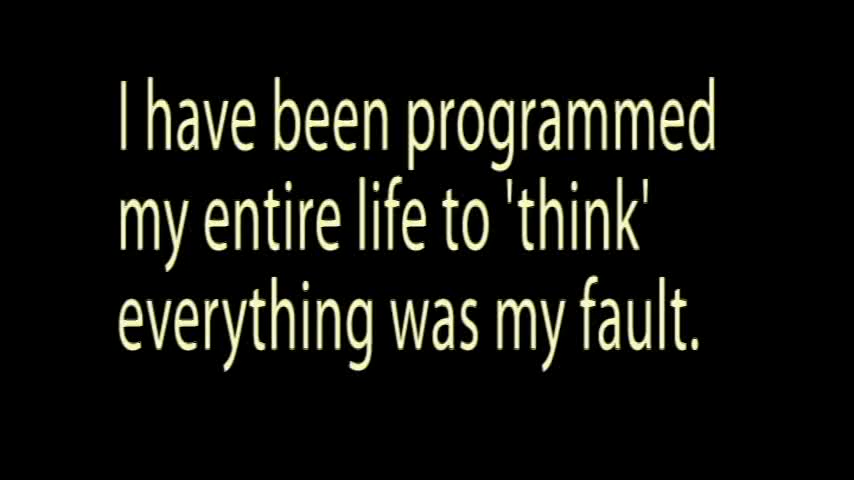 I have been programmed
my entire life to 'think'
everything was my fault.